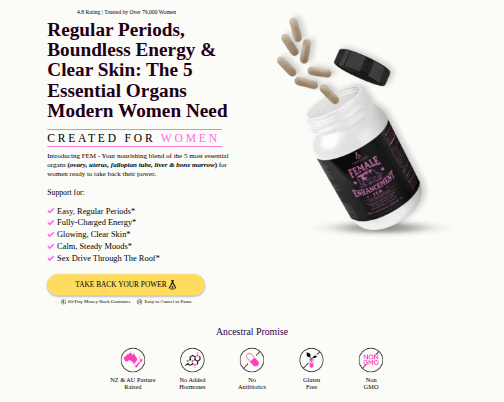 4.8 Rating | Trusted by Over 79,000 Women
Regular Periods,
Boundless Energy &
Clear Skin: The 5
Essential Organs
Modern Women Need
CREATED FOR WOMEN
Introducing FEM - Your nourishing blend of the 5 most essential
organs (ovary, uterus, fallopian tube, liver & bone marrow) for
women ready to take back their power.
Support for:
Easy, Regular Periods*
Fully-Charged Energy*
Glowing, Clear Skin*
Calm, Steady Moods*
Sex Drive Through The Roof*
TAKE BACK YOUR POWER
60-Day Money-Back Guarantee Easy to Cancel or Pause
FEMALE
ENHANCEMENT
Ancestral Promise
NON
GMO
NZ & AU Pasture
Raised
No Added
Hormones
No
Antibiotics
Gluten
Free
Non
GMO